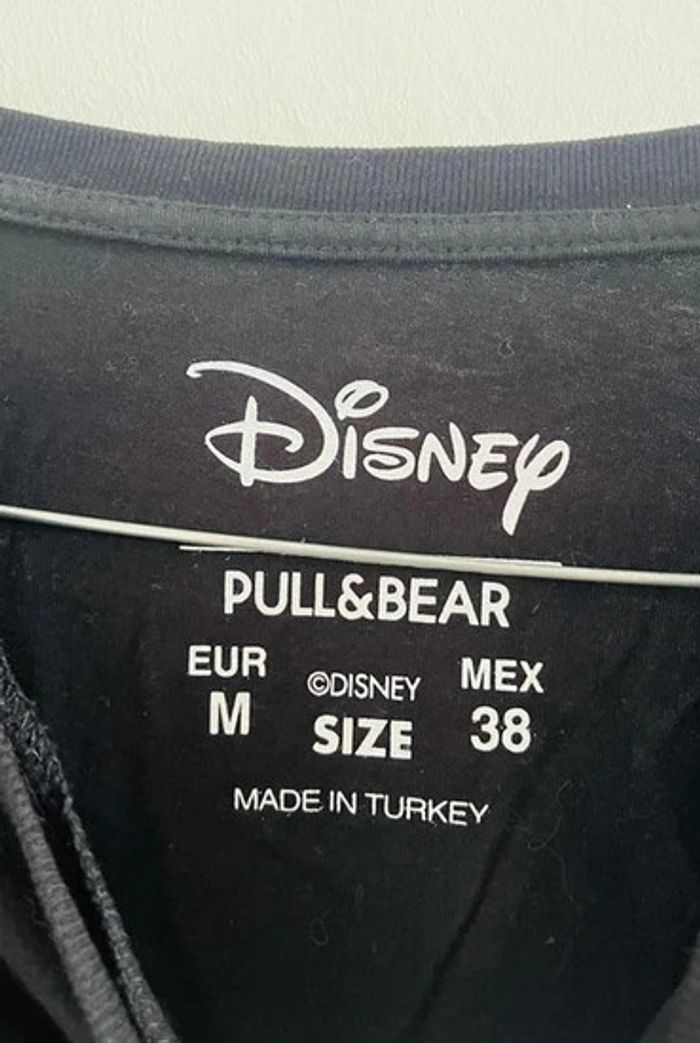 Disney
PULL&BEAR
EUR ©DISNEY MEX
M SIZE 38
MADE IN TURKEY